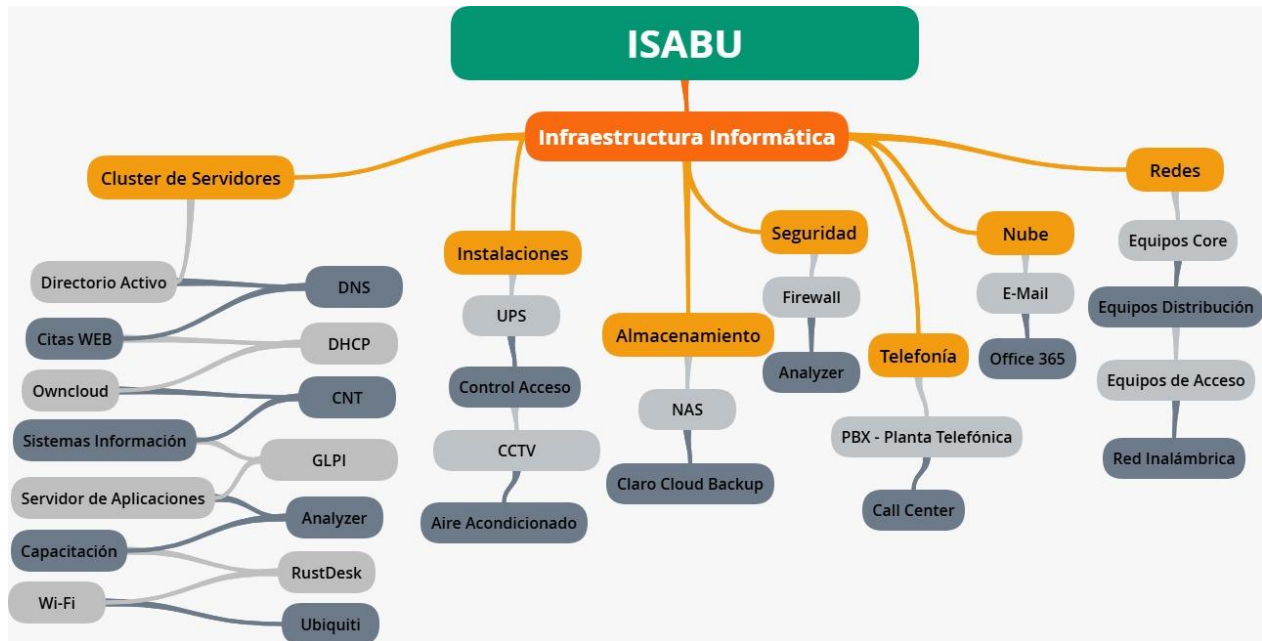 ISABU
Infraestructura Informática
Cluster de Servidores
Directorio Activo
DNS
Citas WEB
DHCP
Owncloud
CNT
Sistemas Información
GLPI
Servidor de Aplicaciones
Analyzer
Capacitación
RustDesk
Wi-Fi
Ubiquiti
Instalaciones
UPS
Control Acceso
CCTV
Aire Acondicionado
Almacenamiento
NAS
Claro Cloud Backup
Seguridad
Firewall
Analyzer
Telefonía
PBX - Planta Telefónica
Call Center
Nube
E-Mail
Office 365
Redes
Equipos Core
Equipos Distribución
Equipos de Acceso
Red Inalámbrica